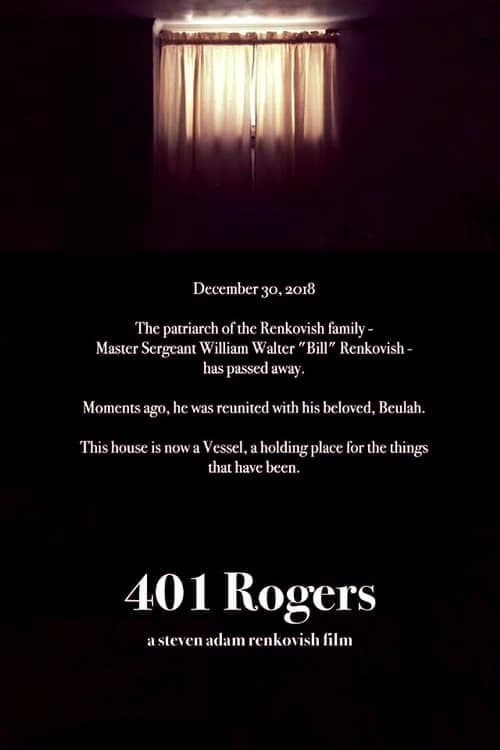 December 30, 2018
The patriarch of the Renkovish family -
Master Sergeant William Walter "Bill" Renkovish -
has passed away.
Moments ago, he was reunited with his beloved, Beulah.
This house is now a Vessel, a holding place for the things
that have been.
401 Rogers
a steven adam renkovish film